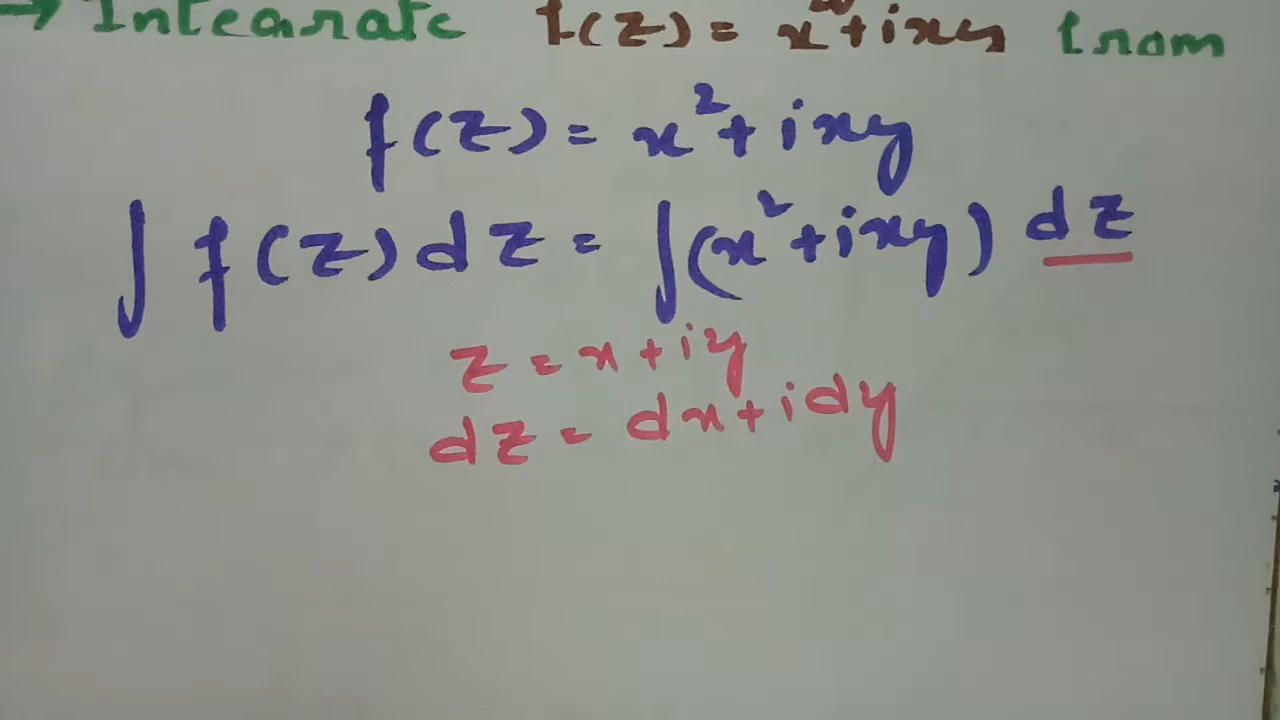 → Integrate f(z) = x²+ixy from
f(z) = x²+ixy
∫ f(z)dz = ∫(x²+ixy) dz
z = x+iy
dz = dx+idy